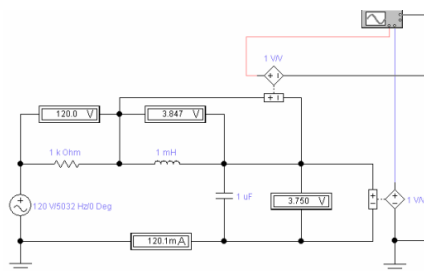 1 V/V
120.0 V
3.847 V
1 k Ohm
1 mH
120 V/5032 Hz/0 Deg
1 uF
3.750 V
1 V/V
120.1mA